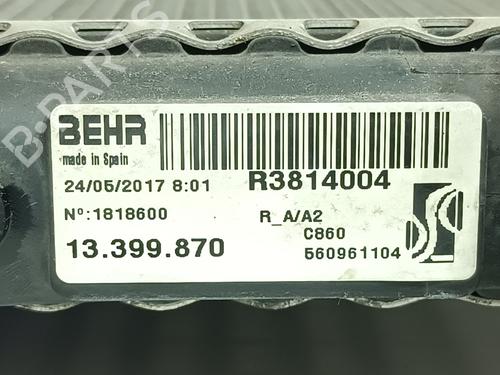 BEHR
made in Spain
24/05/2017 8:01 R3814004
Nº:1818600 R_A/A2
C860
13.399.870 560961104
B-PARTS